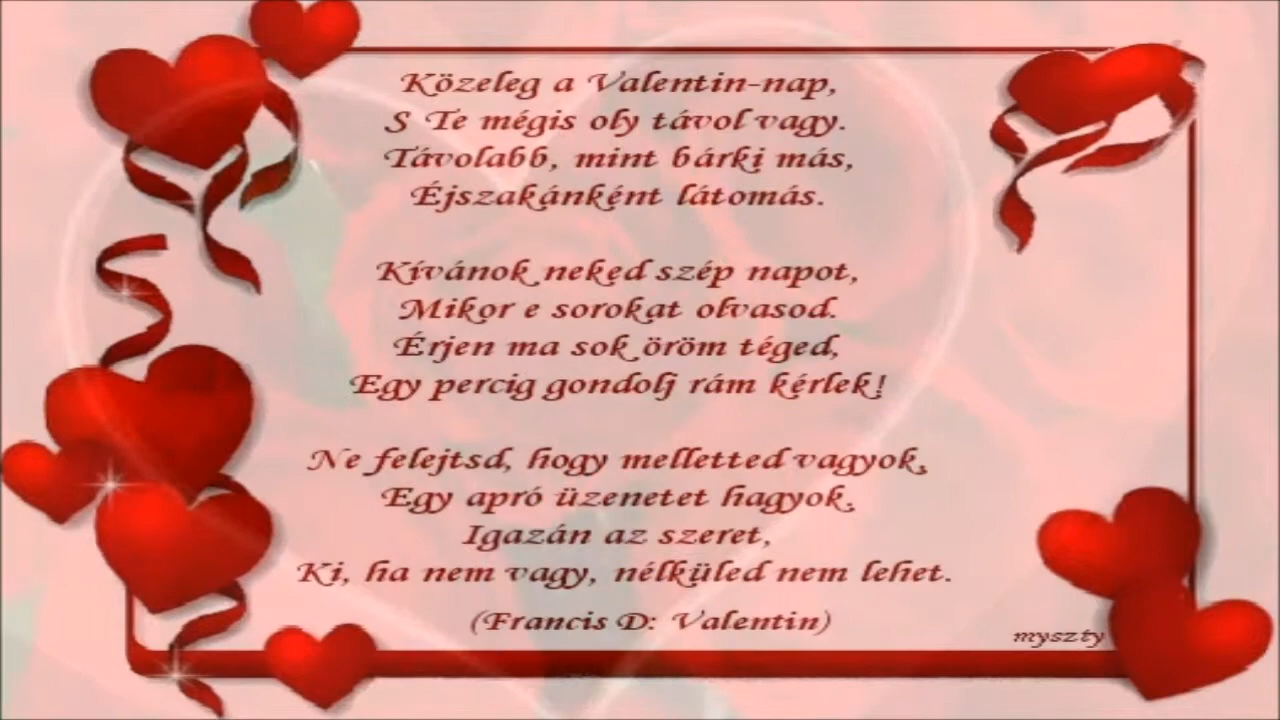 Közeleg a Valentin-nap,
S Te mégis oly távol vagy.
Távolabb, mint bárki más,
Éjszakánként látomás.
Kívánok neked szép napot,
Mikor e sorokat olvasod.
Érjen ma sok öröm téged,
Egy percig gondolj rám kérlek!
Ne felejtsd, hogy melletted vagyok,
Egy apró üzenetet hagyok,
Igazán az szeret,
Ki, ha nem vagy, nélküled nem lehet.
(Francis D: Valentin)
myszty